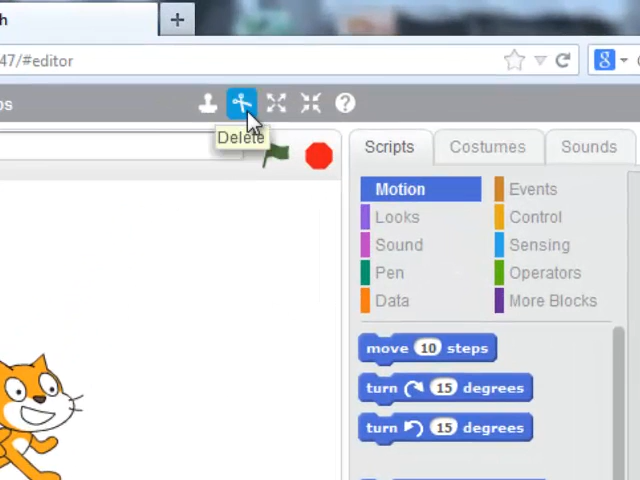 h
47/#editor
os
Delete
Scripts Costumes Sounds
Motion Events
Looks Control
Sound Sensing
Pen Operators
Data More Blocks
move 10 steps
turn 15 degrees
turn 15 degrees